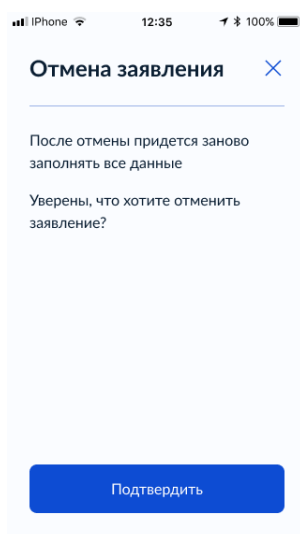 IPhone 12:35 100%
Отмена заявления
После отмены придется заново
заполнять все данные
Уверены, что хотите отменить
заявление?
Подтвердить